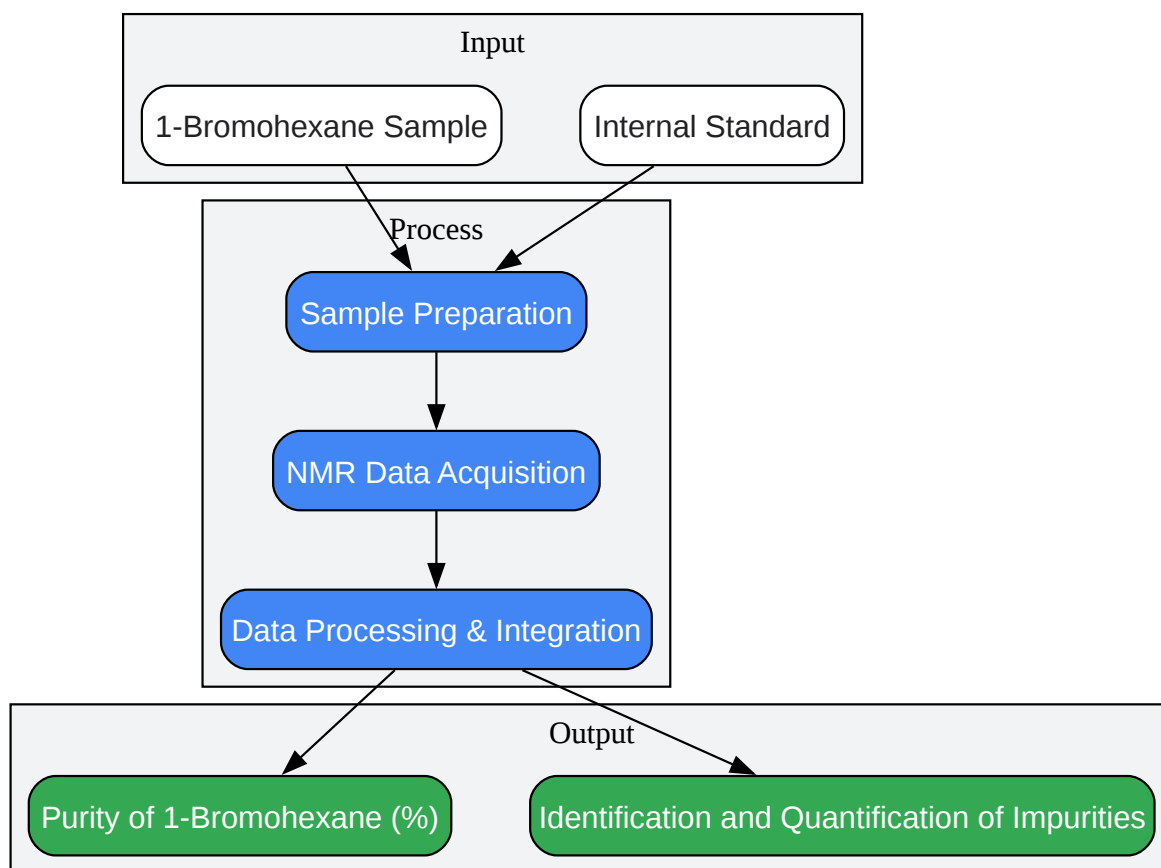 Input
1-Bromohexane Sample
Internal Standard
Process
Sample Preparation
NMR Data Acquisition
Data Processing & Integration
Output
Purity of 1-Bromohexane (%)
Identification and Quantification of Impurities